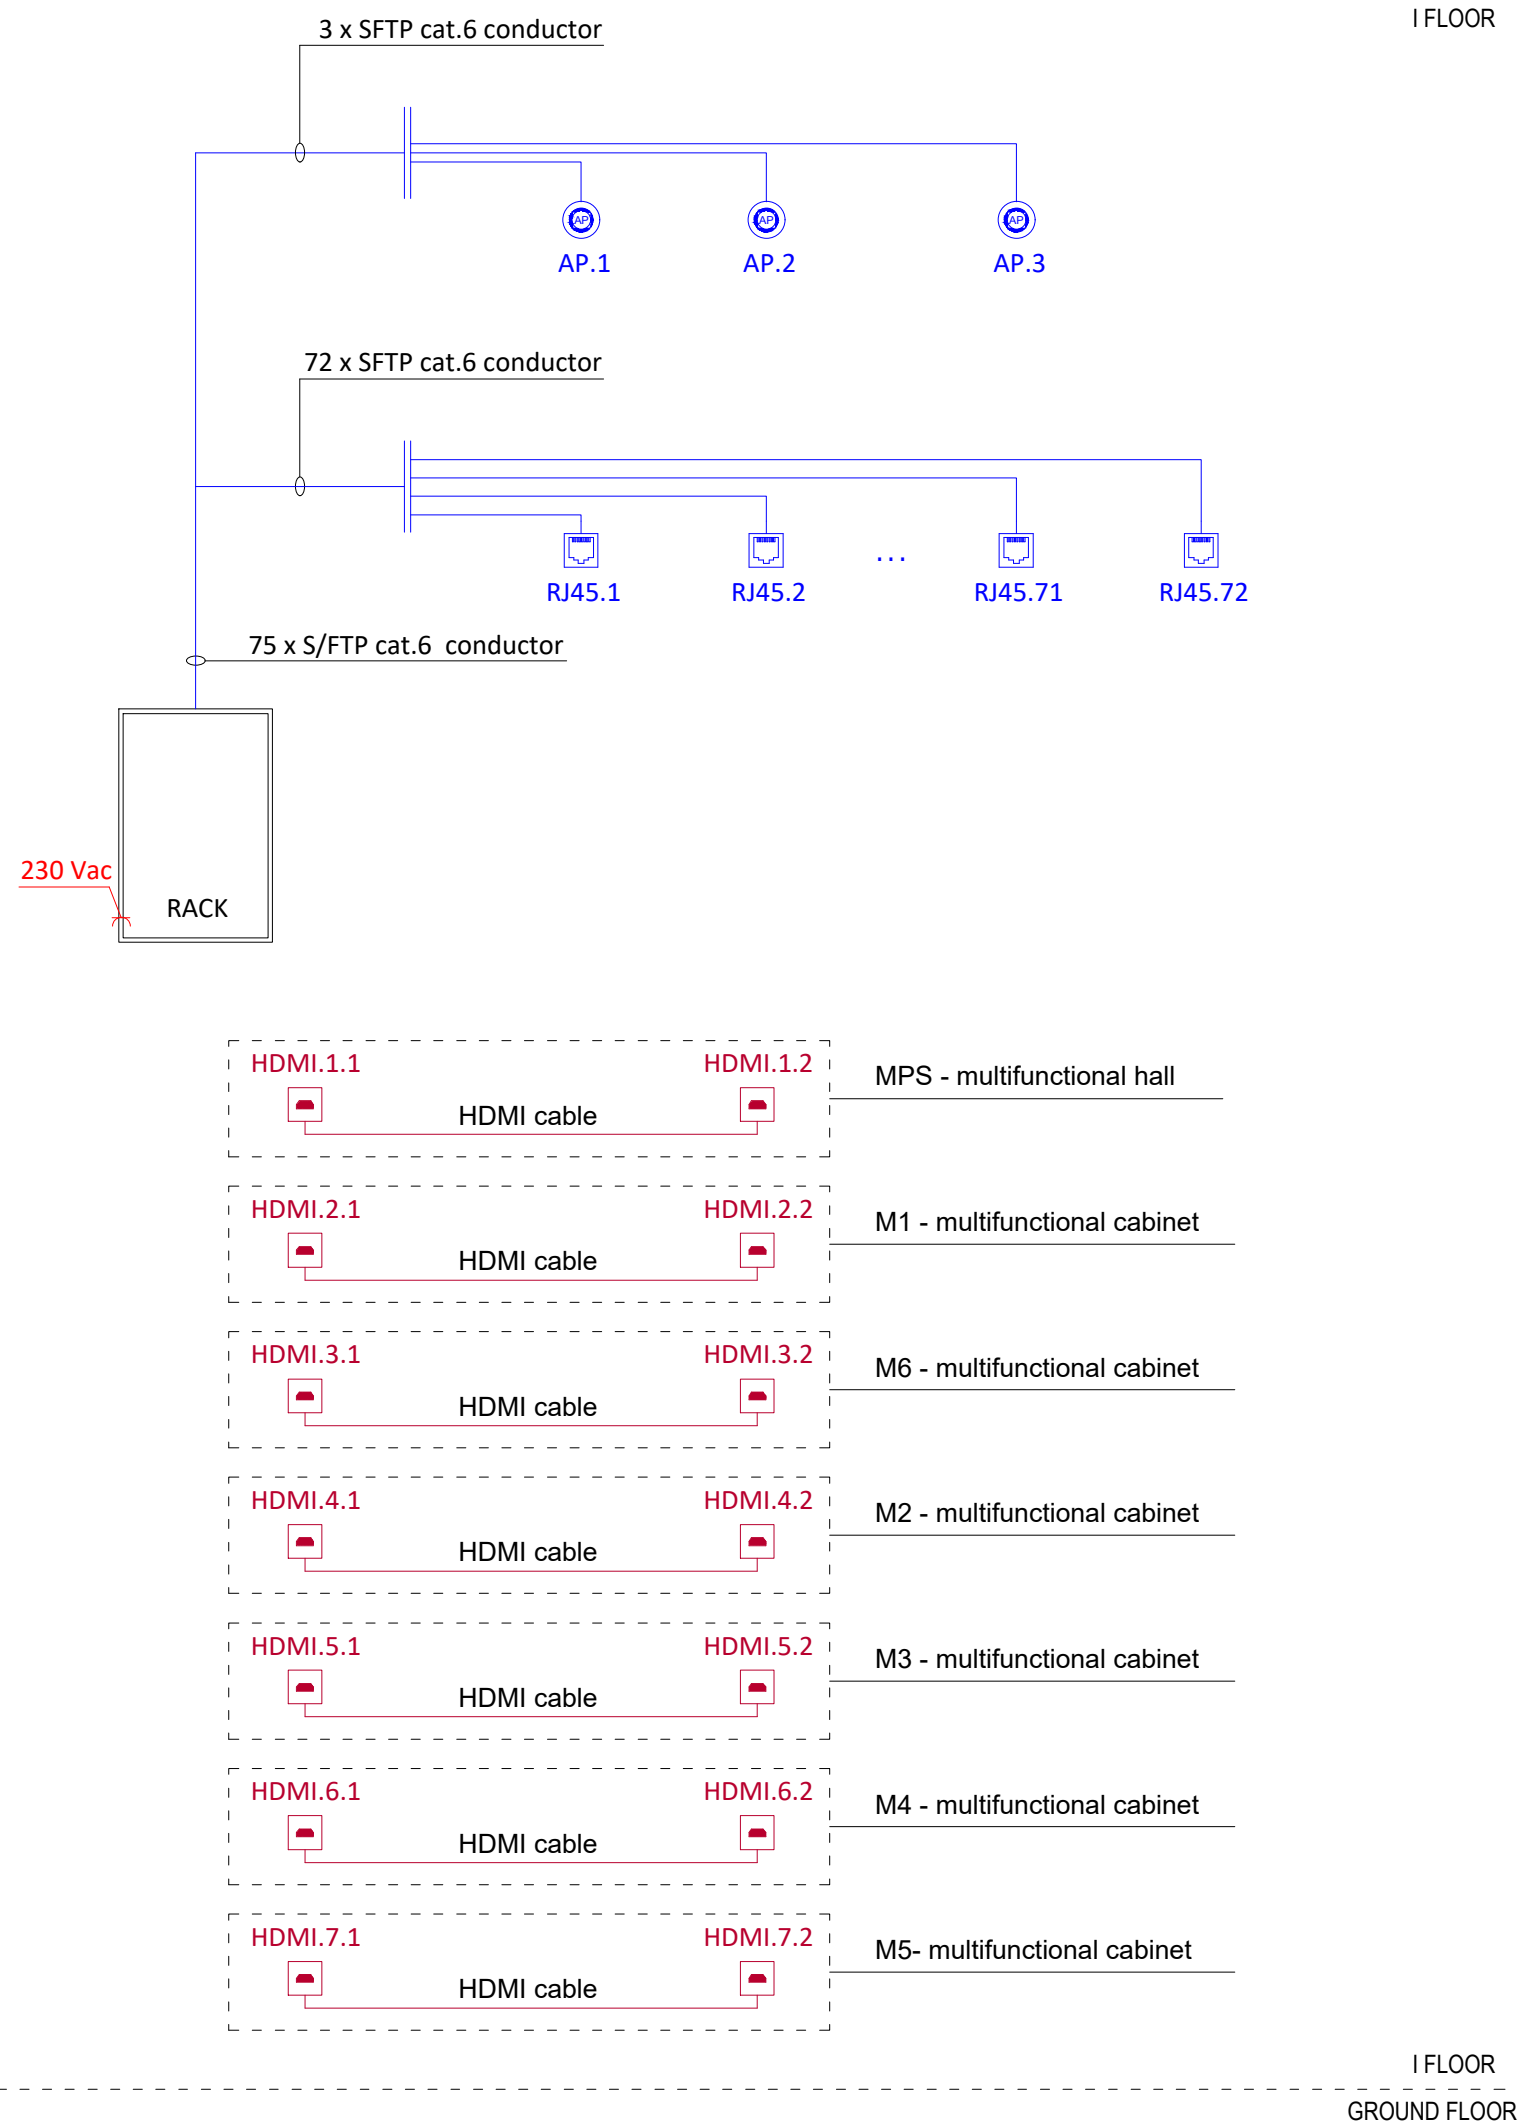 I FLOOR
3 x SFTP cat.6 conductor
AP AP AP
AP.1 AP.2 AP.3
72 x SFTP cat.6 conductor
...
RJ45.1 RJ45.2 RJ45.71 RJ45.72
75 x S/FTP cat.6 conductor
230 Vac
RACK
HDMI.1.1 HDMI.1.2
MPS - multifunctional hall
HDMI cable
HDMI.2.1 HDMI.2.2
M1 - multifunctional cabinet
HDMI cable
HDMI.3.1 HDMI.3.2
M6 - multifunctional cabinet
HDMI cable
HDMI.4.1 HDMI.4.2
M2 - multifunctional cabinet
HDMI cable
HDMI.5.1 HDMI.5.2
M3 - multifunctional cabinet
HDMI cable
HDMI.6.1 HDMI.6.2
M4 - multifunctional cabinet
HDMI cable
HDMI.7.1 HDMI.7.2
M5- multifunctional cabinet
HDMI cable
I FLOOR
GROUND FLOOR